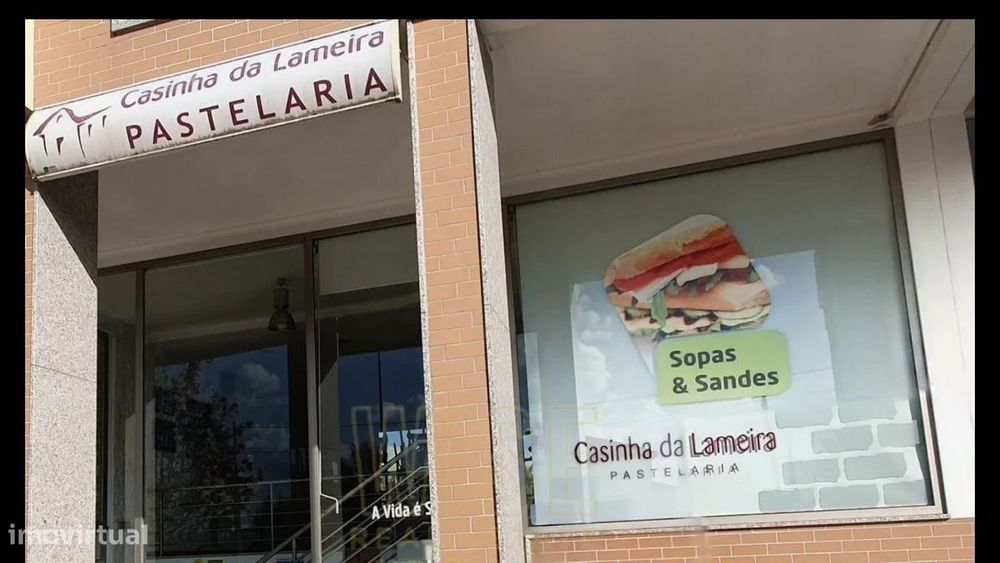 Casinha da Lameira
PASTELARIA
Sopas
& Sandes
Casinha da Lameira
PASTELARIA
A Vida é
imovirtual